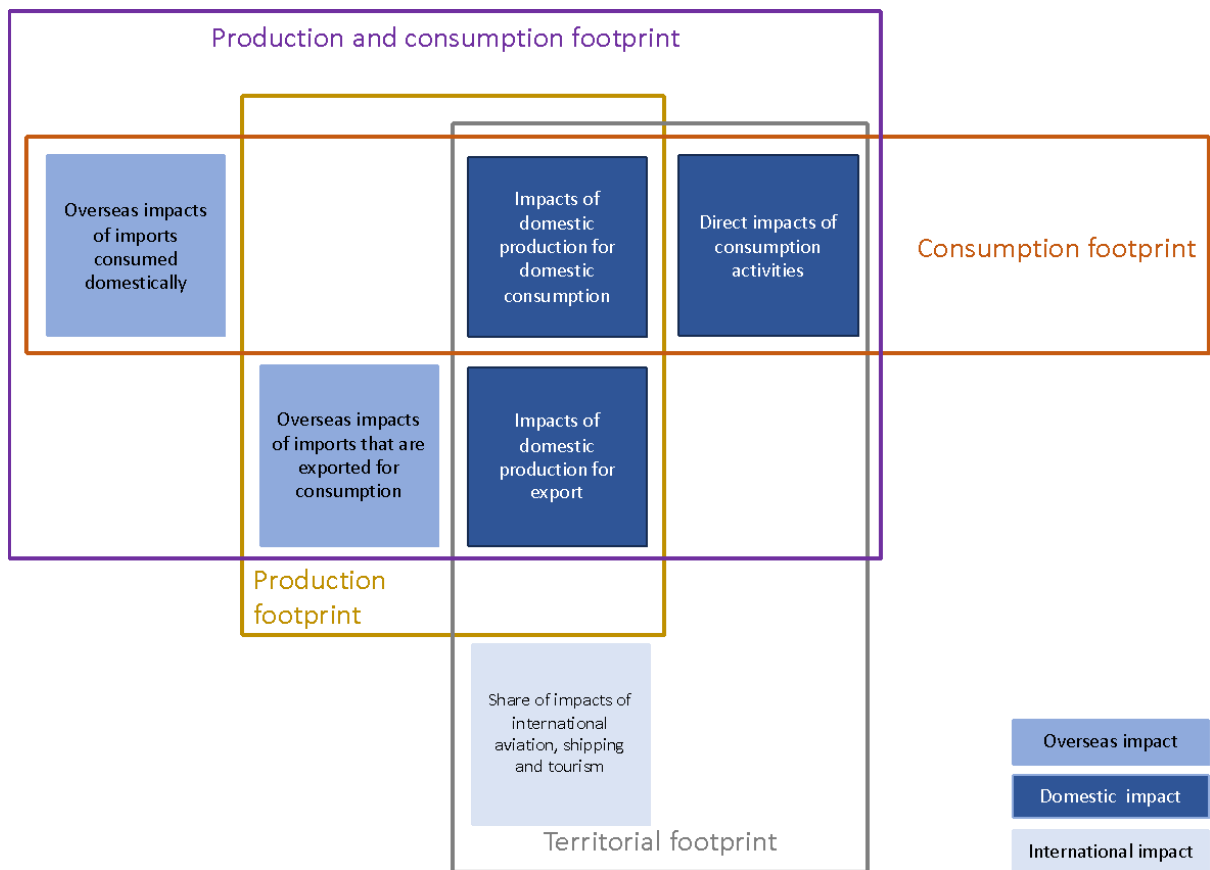 Production and consumption footprint
Overseas impacts
of imports
consumed
domestically
Impacts of
domestic
production for
domestic
consumption
Direct impacts of
consumption
activities
Consumption footprint
Overseas impacts
of imports that are
exported for
consumption
Impacts of
domestic
production for
export
Production
footprint
Share of impacts of
international
aviation, shipping
and tourism
Territorial footprint
Overseas impact
Domestic impact
International impact